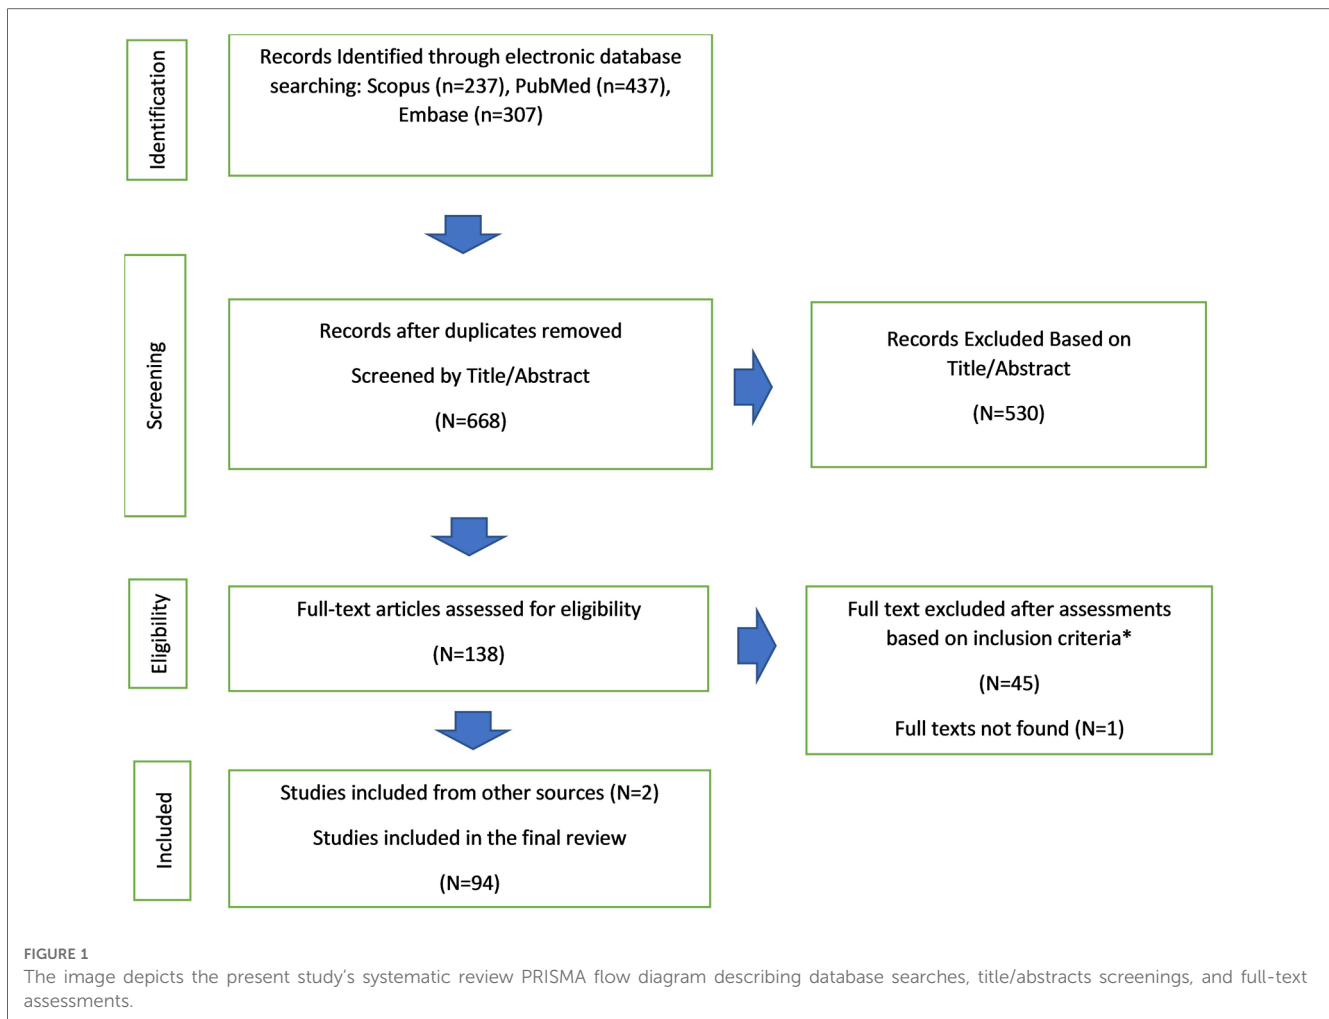 Identification
Records Identified through electronic database
searching: Scopus (n=237), PubMed (n=437),
Embase (n=307)
Screening
Records after duplicates removed
Screened by Title/Abstract
(N=668)
Records Excluded Based on
Title/Abstract
(N=530)
Eligibility
Full-text articles assessed for eligibility
(N=138)
Full text excluded after assessments
based on inclusion criteria*
(N=45)
Full texts not found (N=1)
Included
Studies included from other sources (N=2)
Studies included in the final review
(N=94)
FIGURE 1
The image depicts the present study's systematic review PRISMA flow diagram describing database searches, title/abstracts screenings, and full-text
assessments.